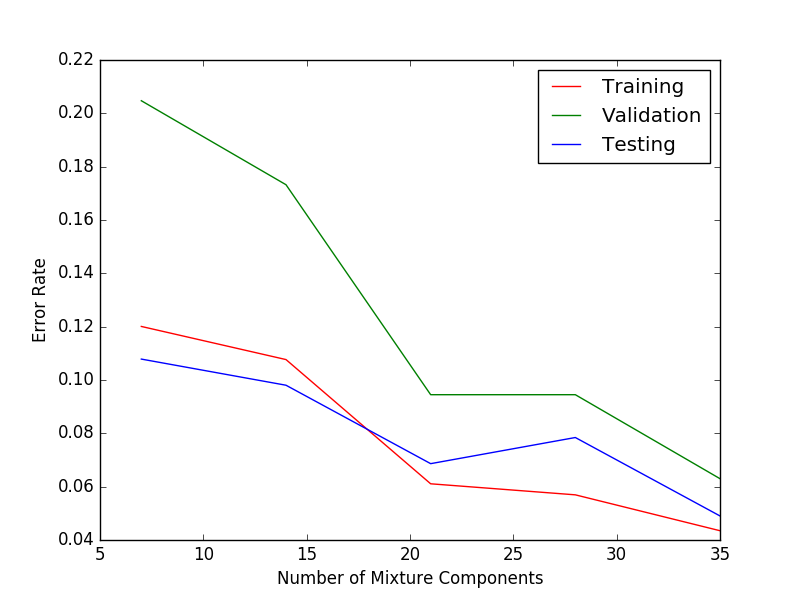 0.22
0.20
0.18
0.16
0.14
0.12
0.10
0.08
0.06
0.04
Error Rate
5 10 15 20 25 30 35
Number of Mixture Components
Training
Validation
Testing